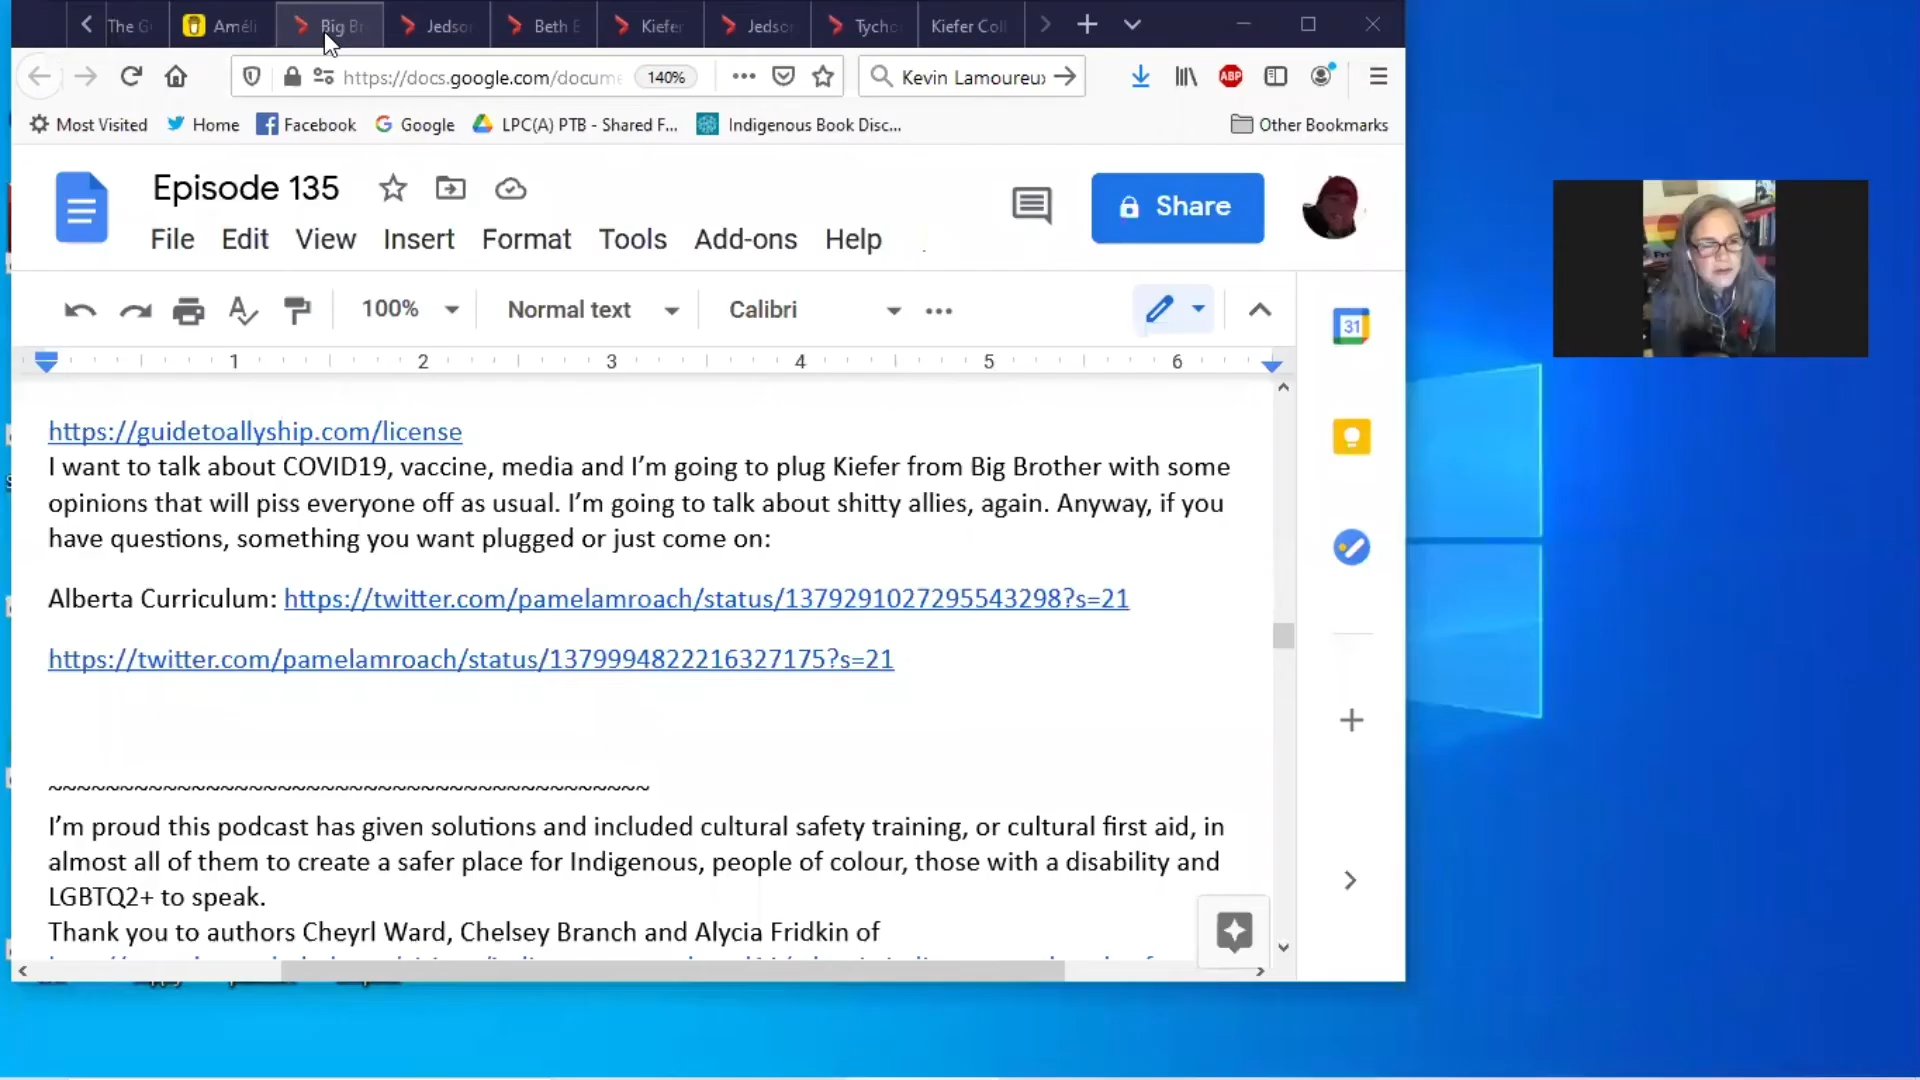 The G
Améli
Big Br
Jedso
Beth E
Kiefer
Jedso
Tycho
Kiefer Coll
https://docs.google.com/docume
140%
Kevin Lamoureux
ABP
Most Visited
Home
Facebook
Google
LPC(A) PTB - Shared F...
Indigenous Book Disc...
Other Bookmarks
Episode 135
Share
File Edit View Insert Format Tools Add-ons Help
100%
Normal text
Calibri
31
1 2 3 4 5 6
https://guidetoallyship.com/license
I want to talk about COVID19, vaccine, media and I’m going to plug Kiefer from Big Brother with some
opinions that will piss everyone off as usual. I’m going to talk about shitty allies, again. Anyway, if you
have questions, something you want plugged or just come on:
Alberta Curriculum: https://twitter.com/pamelamroach/status/1379291027295543298?s=21
https://twitter.com/pamelamroach/status/1379994822216327175?s=21
~~~~~~~~~~~~~~~~~~~~~~~~~~~~~~~~~~~~~~~~~~
I’m proud this podcast has given solutions and included cultural safety training, or cultural first aid, in
almost all of them to create a safer place for Indigenous, people of colour, those with a disability and
LGBTQ2+ to speak.
Thank you to authors Cheyrl Ward, Chelsey Branch and Alycia Fridkin of